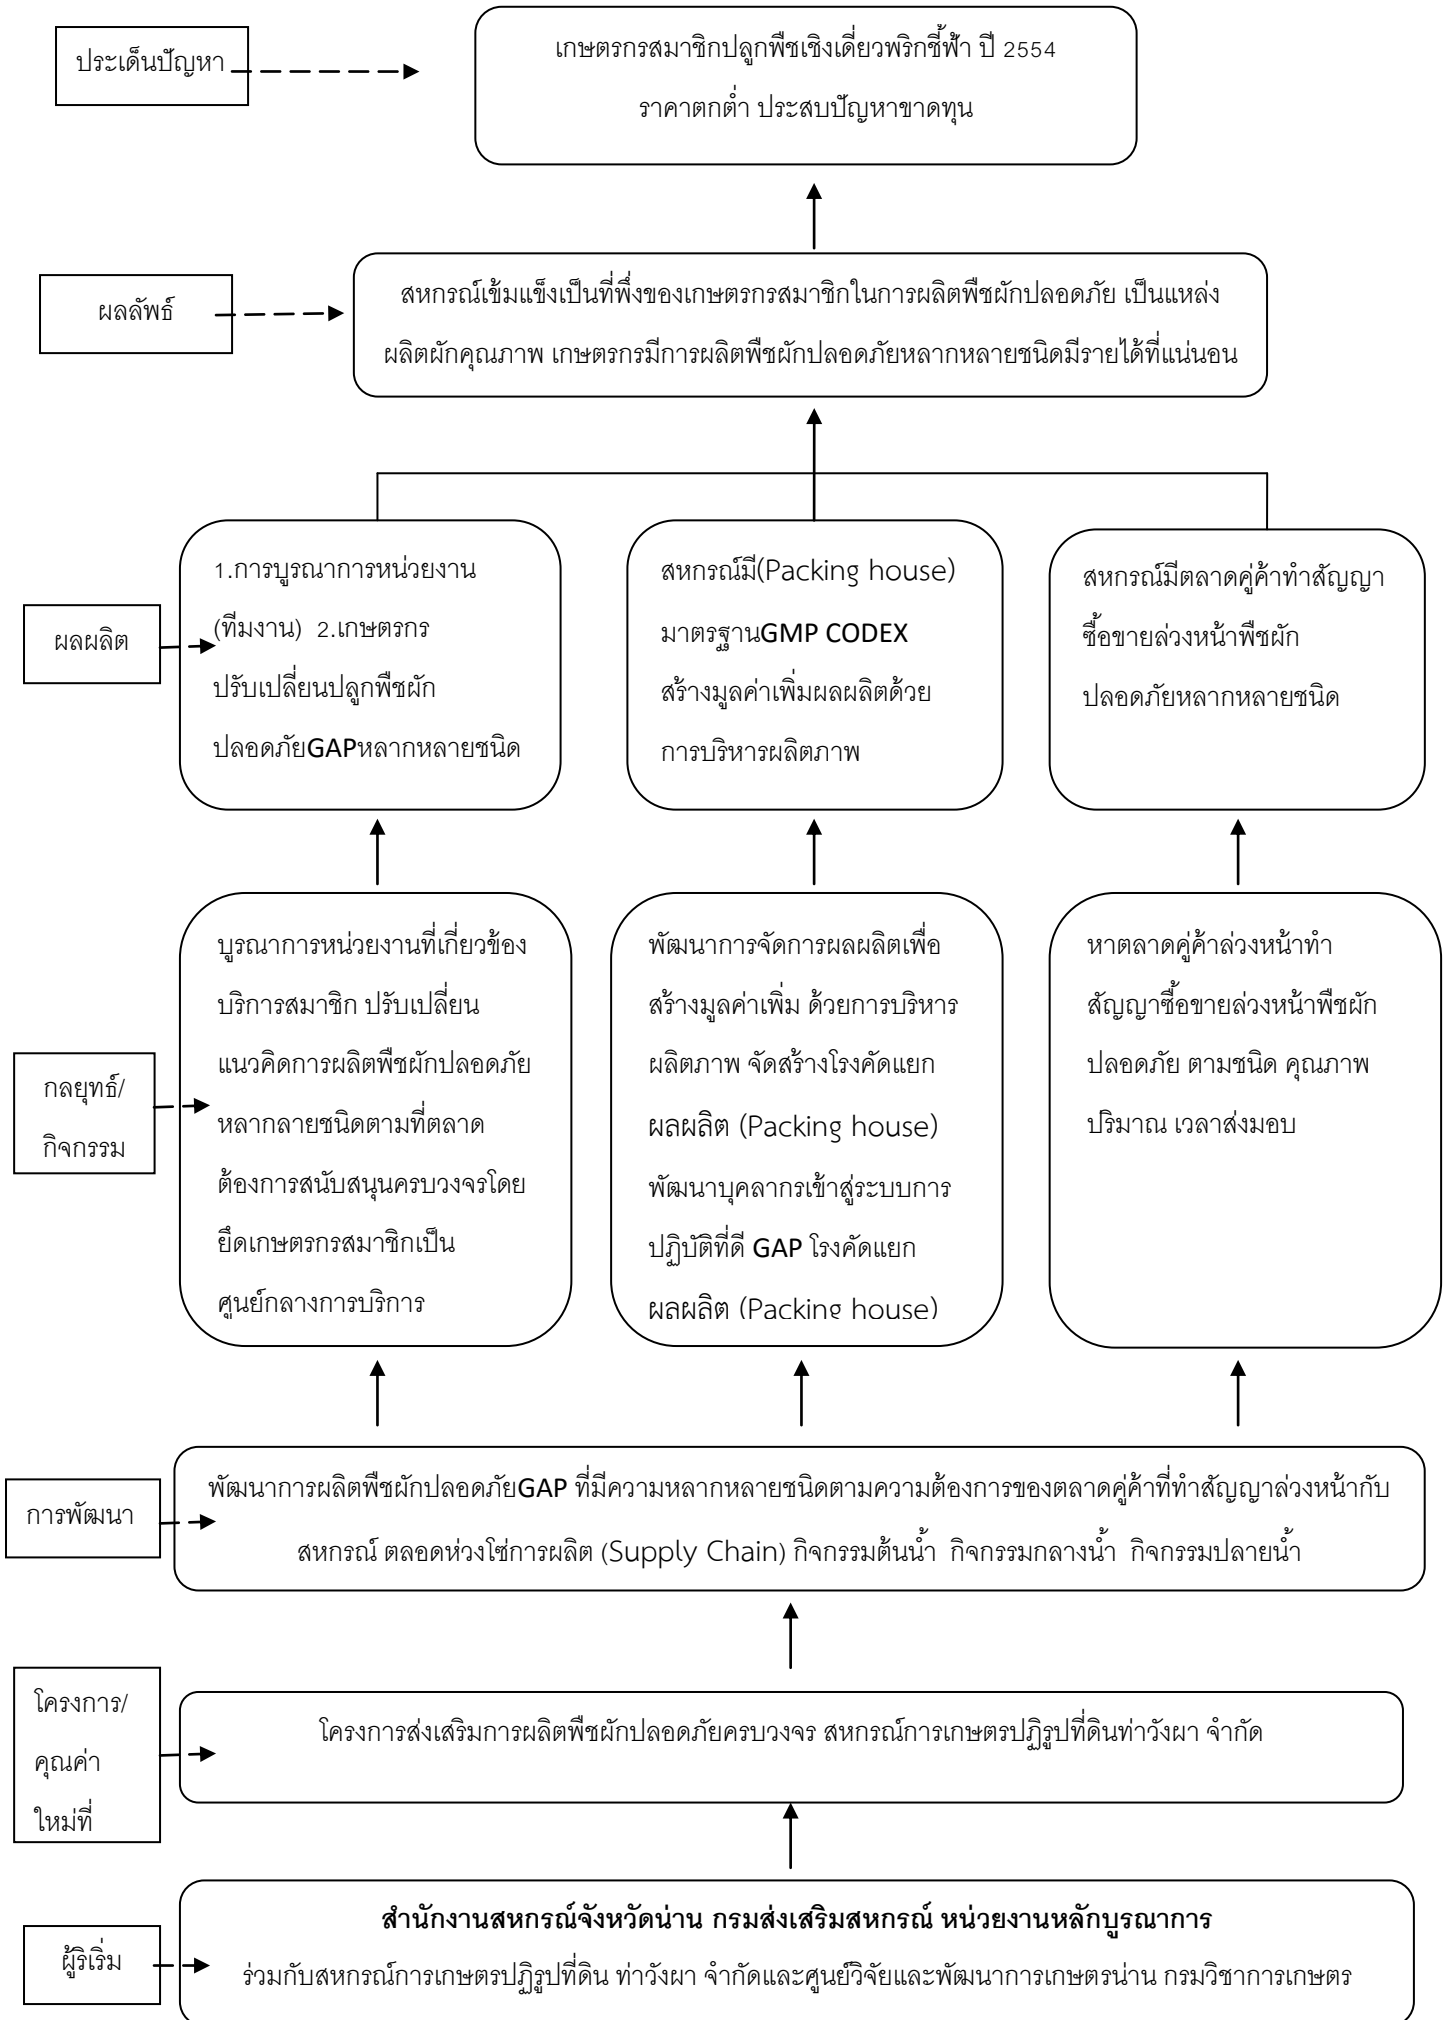 ประเด็นปัญหา
เกษตรกรสมาชิกปลูกพืชเชิงเดี่ยวพริกชี้ฟ้า ปี 2554
ราคาตกต่ำ ประสบปัญหาขาดทุน
ผลลัพธ์
สหกรณ์เข้มแข็งเป็นที่พึ่งของเกษตรกรสมาชิกในการผลิตพืชผักปลอดภัย เป็นแหล่ง
ผลิตผักคุณภาพ เกษตรกรมีการผลิตพืชผักปลอดภัยหลากหลายชนิดมีรายได้ที่แน่นอน
ผลผลิต
1.การบูรณาการหน่วยงาน
(ทีมงาน) 2.เกษตรกร
ปรับเปลี่ยนปลูกพืชผัก
ปลอดภัยGAPหลากหลายชนิด
สหกรณ์มี(Packing house)
มาตรฐานGMP CODEX
สร้างมูลค่าเพิ่มผลผลิตด้วย
การบริหารผลิตภาพ
สหกรณ์มีตลาดคู่ค้าทำสัญญา
ซื้อขายล่วงหน้าพืชผัก
ปลอดภัยหลากหลายชนิด
กลยุทธ์/
กิจกรรม
บูรณาการหน่วยงานที่เกี่ยวข้อง
บริการสมาชิก ปรับเปลี่ยน
แนวคิดการผลิตพืชผักปลอดภัย
หลากลายชนิดตามที่ตลาด
ต้องการสนับสนุนครบวงจรโดย
ยึดเกษตรกรสมาชิกเป็น
ศูนย์กลางการบริการ
พัฒนาการจัดการผลผลิตเพื่อ
สร้างมูลค่าเพิ่ม ด้วยการบริหาร
ผลิตภาพ จัดสร้างโรงคัดแยก
ผลผลิต (Packing house)
พัฒนาบุคลากรเข้าสู่ระบบการ
ปฏิบัติที่ดี GAP โรงคัดแยก
ผลผลิต (Packing house)
หาตลาดคู่ค้าล่วงหน้าทำ
สัญญาซื้อขายล่วงหน้าพืชผัก
ปลอดภัย ตามชนิด คุณภาพ
ปริมาณ เวลาส่งมอบ
การพัฒนา
พัฒนาการผลิตพืชผักปลอดภัยGAP ที่มีความหลากหลายชนิดตามความต้องการของตลาดคู่ค้าที่ทำสัญญาล่วงหน้ากับ
สหกรณ์ ตลอดห่วงโซ่การผลิต (Supply Chain) กิจกรรมต้นน้ำ กิจกรรมกลางน้ำ กิจกรรมปลายน้ำ
โครงการ/
คุณค่า
ใหม่ที่
โครงการส่งเสริมการผลิตพืชผักปลอดภัยครบวงจร สหกรณ์การเกษตรปฏิรูปที่ดินท่าวังผา จำกัด
ผู้ริเริ่ม
สำนักงานสหกรณ์จังหวัดน่าน กรมส่งเสริมสหกรณ์ หน่วยงานหลักบูรณาการ
ร่วมกับสหกรณ์การเกษตรปฏิรูปที่ดิน ท่าวังผา จำกัดและศูนย์วิจัยและพัฒนาการเกษตรน่าน กรมวิชาการเกษตร